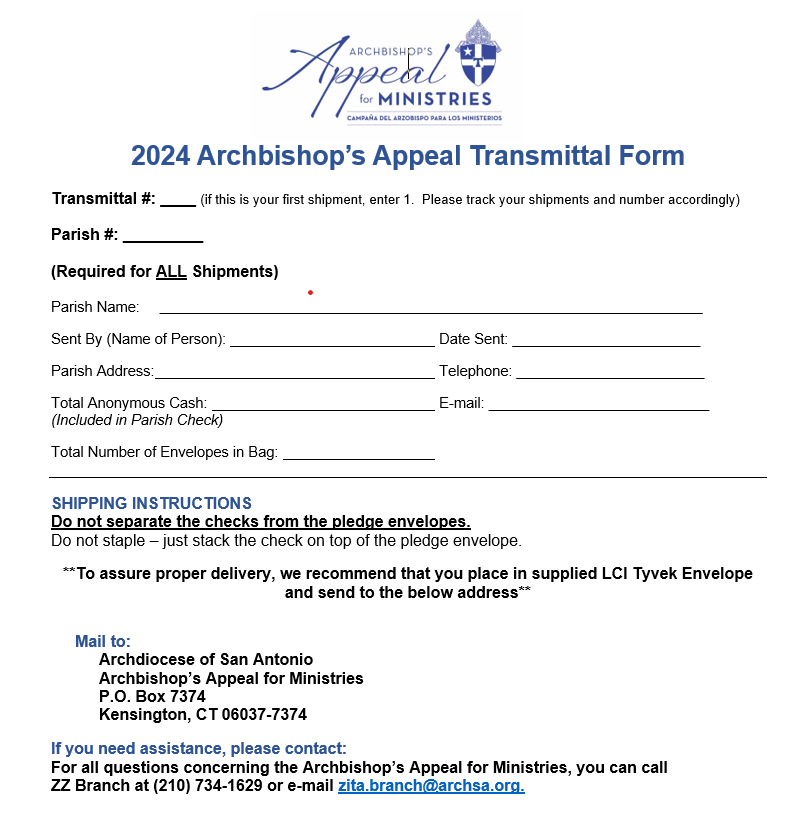 ARCHBISHOP'S
Appeal
for MINISTRIES
CAMPAÑA DEL ARZOBISPO PARA LOS MINISTERIOS
2024 Archbishop's Appeal Transmittal Form
Transmittal #: ____ (if this is your first shipment, enter 1. Please track your shipments and number accordingly)
Parish #: _________
(Required for ALL Shipments)
Parish Name: ____________________
Sent By (Name of Person): ____________________ Date Sent: ____________________
Parish Address: ____________________ Telephone: ____________________
Total Anonymous Cash: ____________________ E-mail: ____________________
(Included in Parish Check)
Total Number of Envelopes in Bag: ____________________
SHIPPING INSTRUCTIONS
Do not separate the checks from the pledge envelopes.
Do not staple – just stack the check on top of the pledge envelope.
**To assure proper delivery, we recommend that you place in supplied LCI Tyvek Envelope
and send to the below address**
Mail to:
Archdiocese of San Antonio
Archbishop's Appeal for Ministries
P.O. Box 7374
Kensington, CT 06037-7374
If you need assistance, please contact:
For all questions concerning the Archbishop's Appeal for Ministries, you can call
ZZ Branch at (210) 734-1629 or e-mail zita.branch@archsa.org.